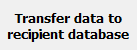 Transfer data to
recipient database